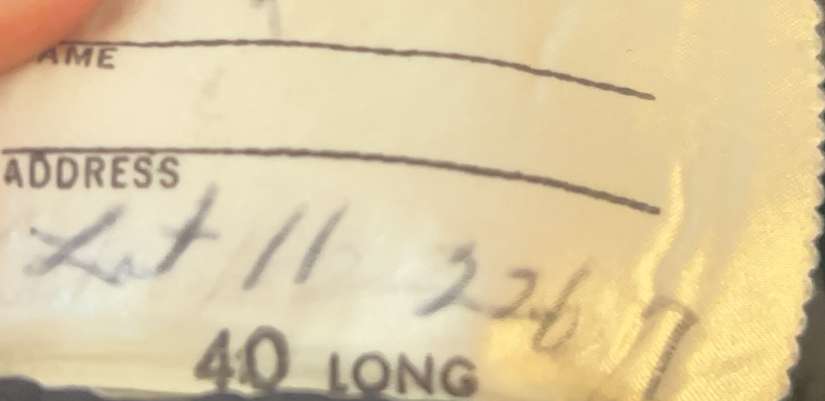 AME
ADDRESS
Lot 11 2267
40 LONG